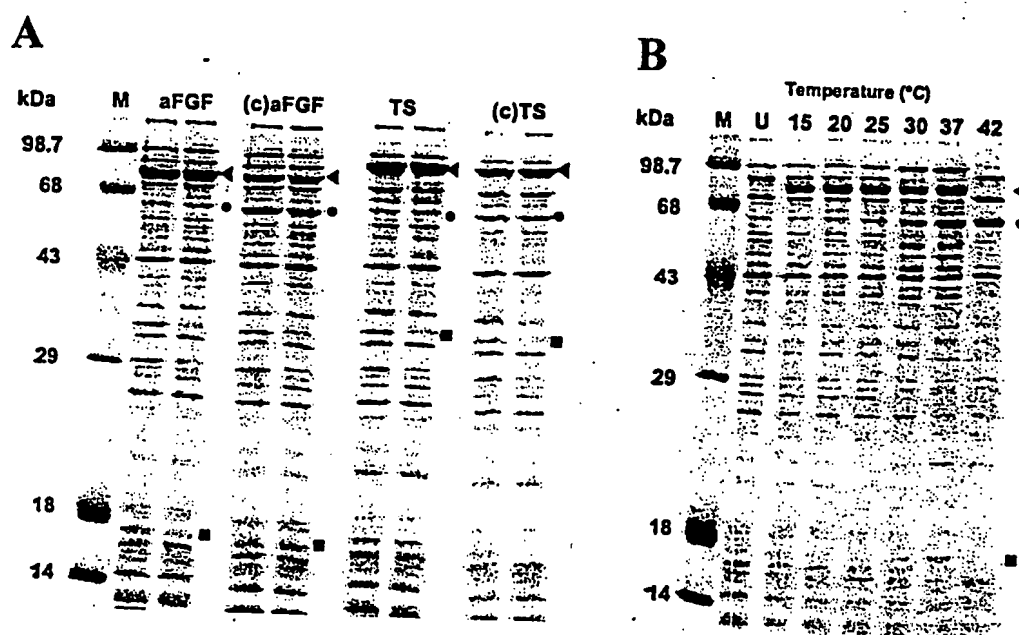 A
kDa M aFGF (c)aFGF TS (c)TS
98.7
68
43
29
18
14
B
Temperature (°C)
kDa M U 15 20 25 30 37 42
98.7
68
43
29
18
14